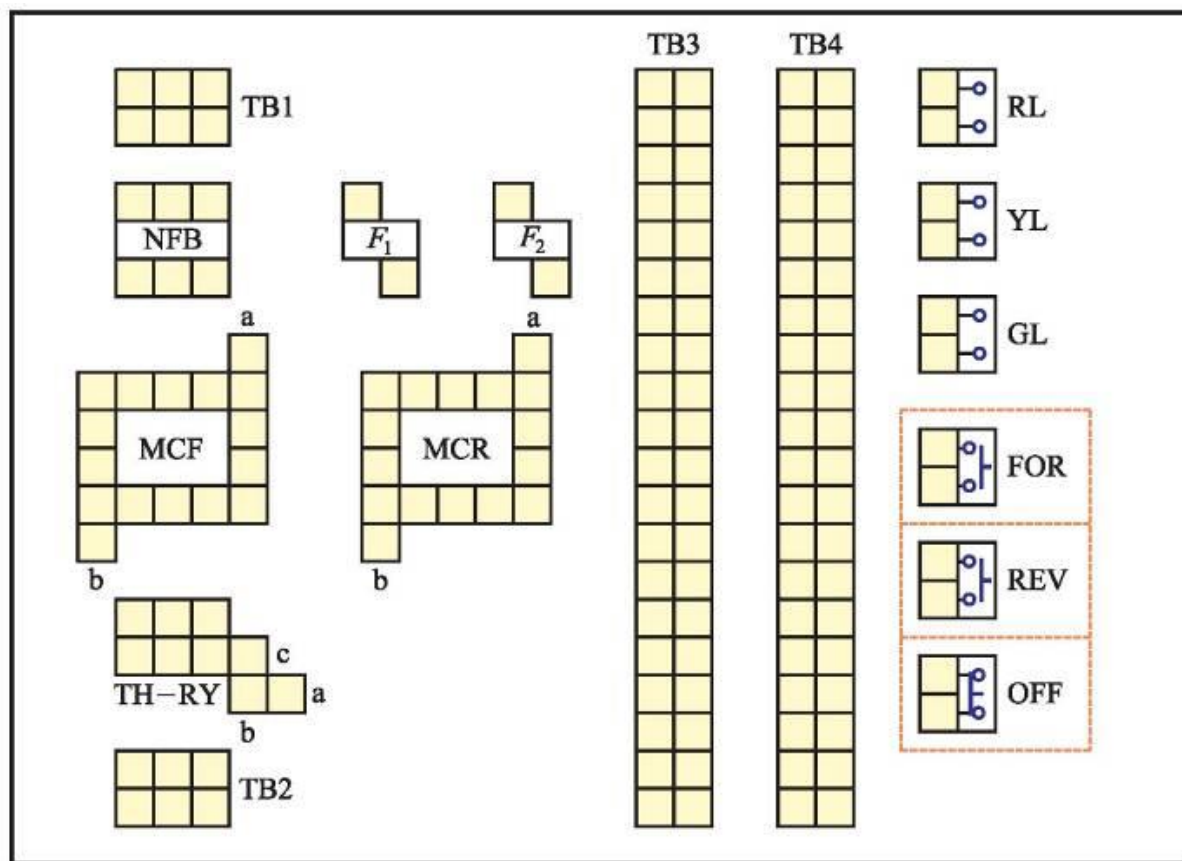 TB3 TB4
TB1
RL
NFB
F₁
F₂
YL
a
a
GL
MCF
MCR
FOR
b
b
REV
c
TH–RY
a
b
OFF
TB2